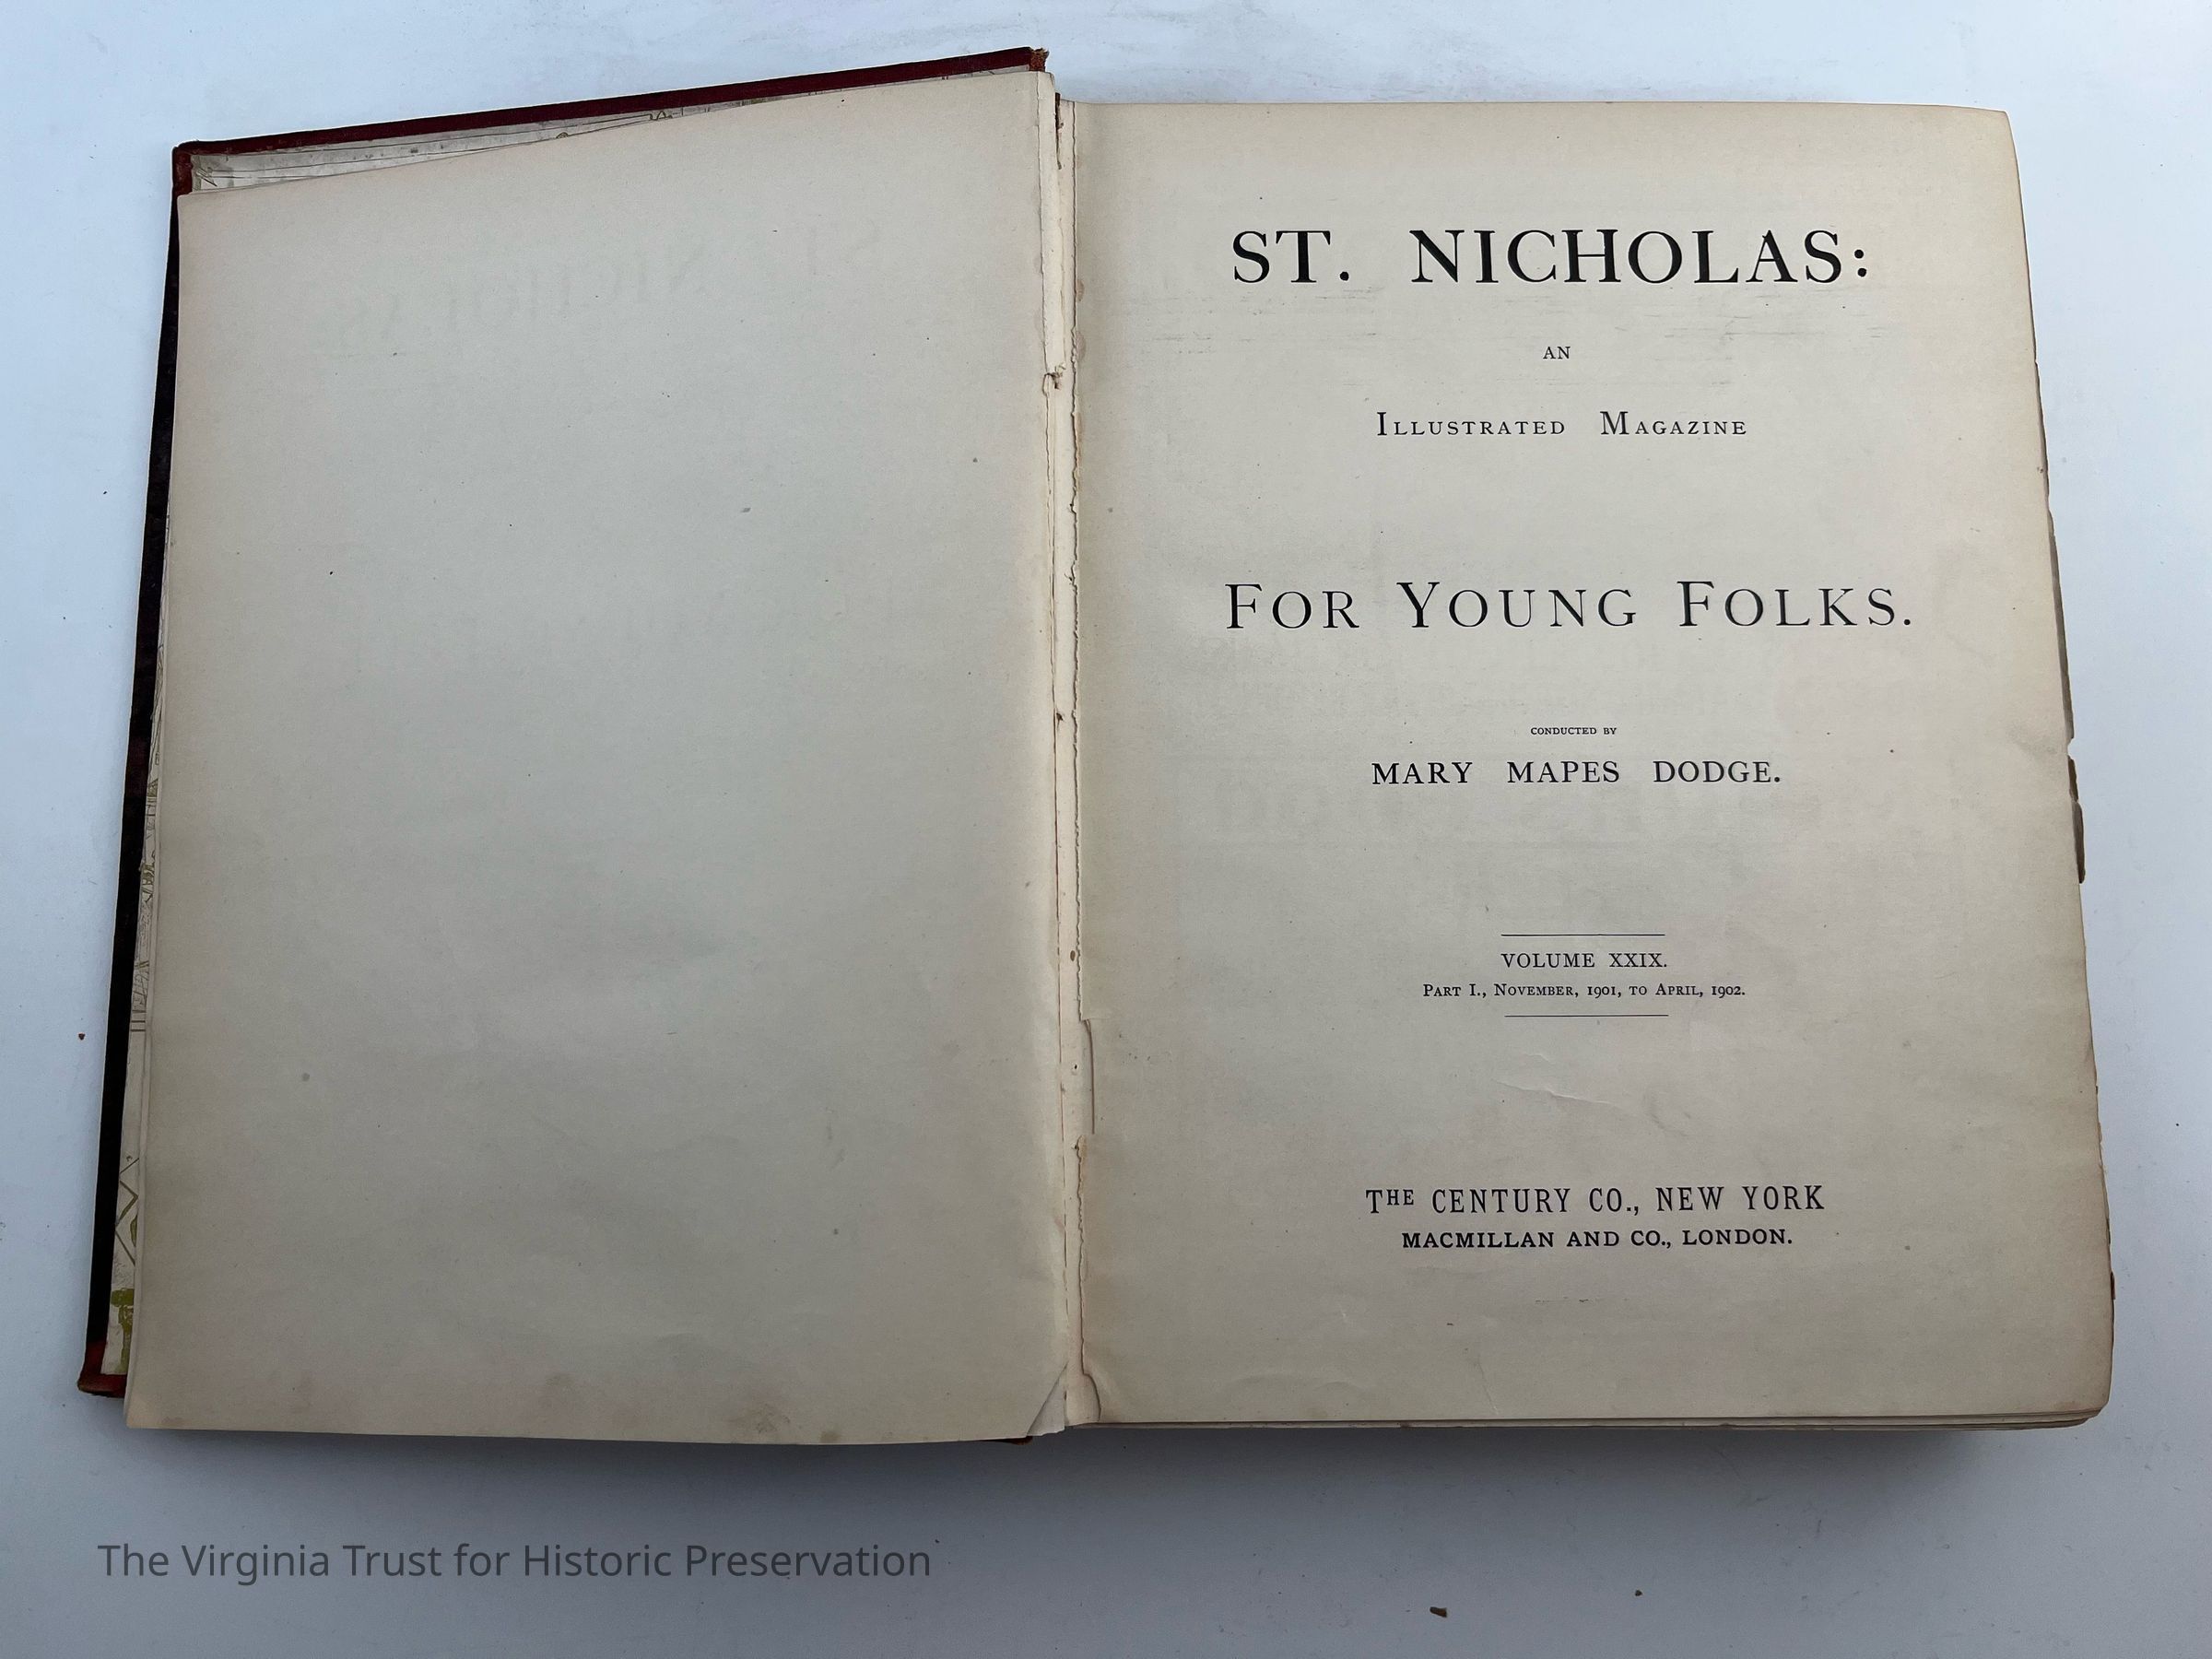 ST. NICHOLAS:
AN
ILLUSTRATED MAGAZINE
FOR YOUNG FOLKS.
CONDUCTED BY
MARY MAPES DODGE.
VOLUME XXIX.
PART I., NOVEMBER, 1901, TO APRIL, 1902.
THE CENTURY CO., NEW YORK
MACMILLAN AND CO., LONDON.
The Virginia Trust for Historic Preservation